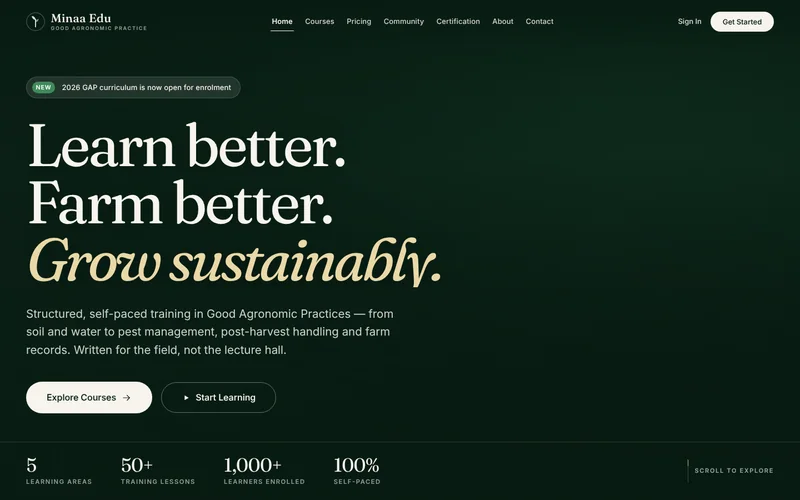 Minaa Edu
GOOD AGRONOMIC PRACTICE
Home Courses Pricing Community Certification About Contact
Sign In Get Started
NEW 2026 GAP curriculum is now open for enrolment
Learn better.
Farm better.
Grow sustainably.
Structured, self-paced training in Good Agronomic Practices — from
soil and water to pest management, post-harvest handling and farm
records. Written for the field, not the lecture hall.
Explore Courses → Start Learning
5 50+ 1,000+ 100%
LEARNING AREAS TRAINING LESSONS LEARNERS ENROLLED SELF-PACED
SCROLL TO EXPLORE